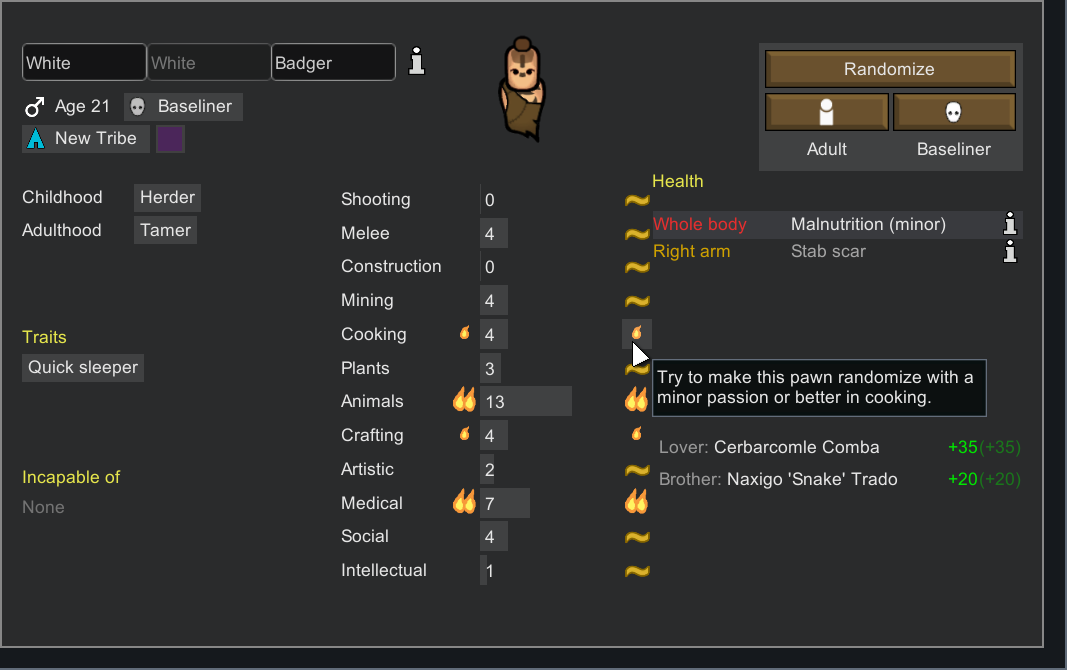 White White Badger
Randomize
Age 21 Baseliner
New Tribe
Adult Baseliner
Health
Childhood Herder
Adulthood Tamer
Whole body Malnutrition (minor)
Right arm Stab scar
Traits
Quick sleeper
Incapable of
None
Shooting 0
Melee 4
Construction 0
Mining 4
Cooking 4
Plants 3
Animals 13
Crafting 4
Artistic 2
Medical 7
Social 4
Intellectual 1
Try to make this pawn randomize with a
minor passion or better in cooking.
Lover: Cerbarcomle Comba +35(+35)
Brother: Naxigo 'Snake' Trado +20(+20)